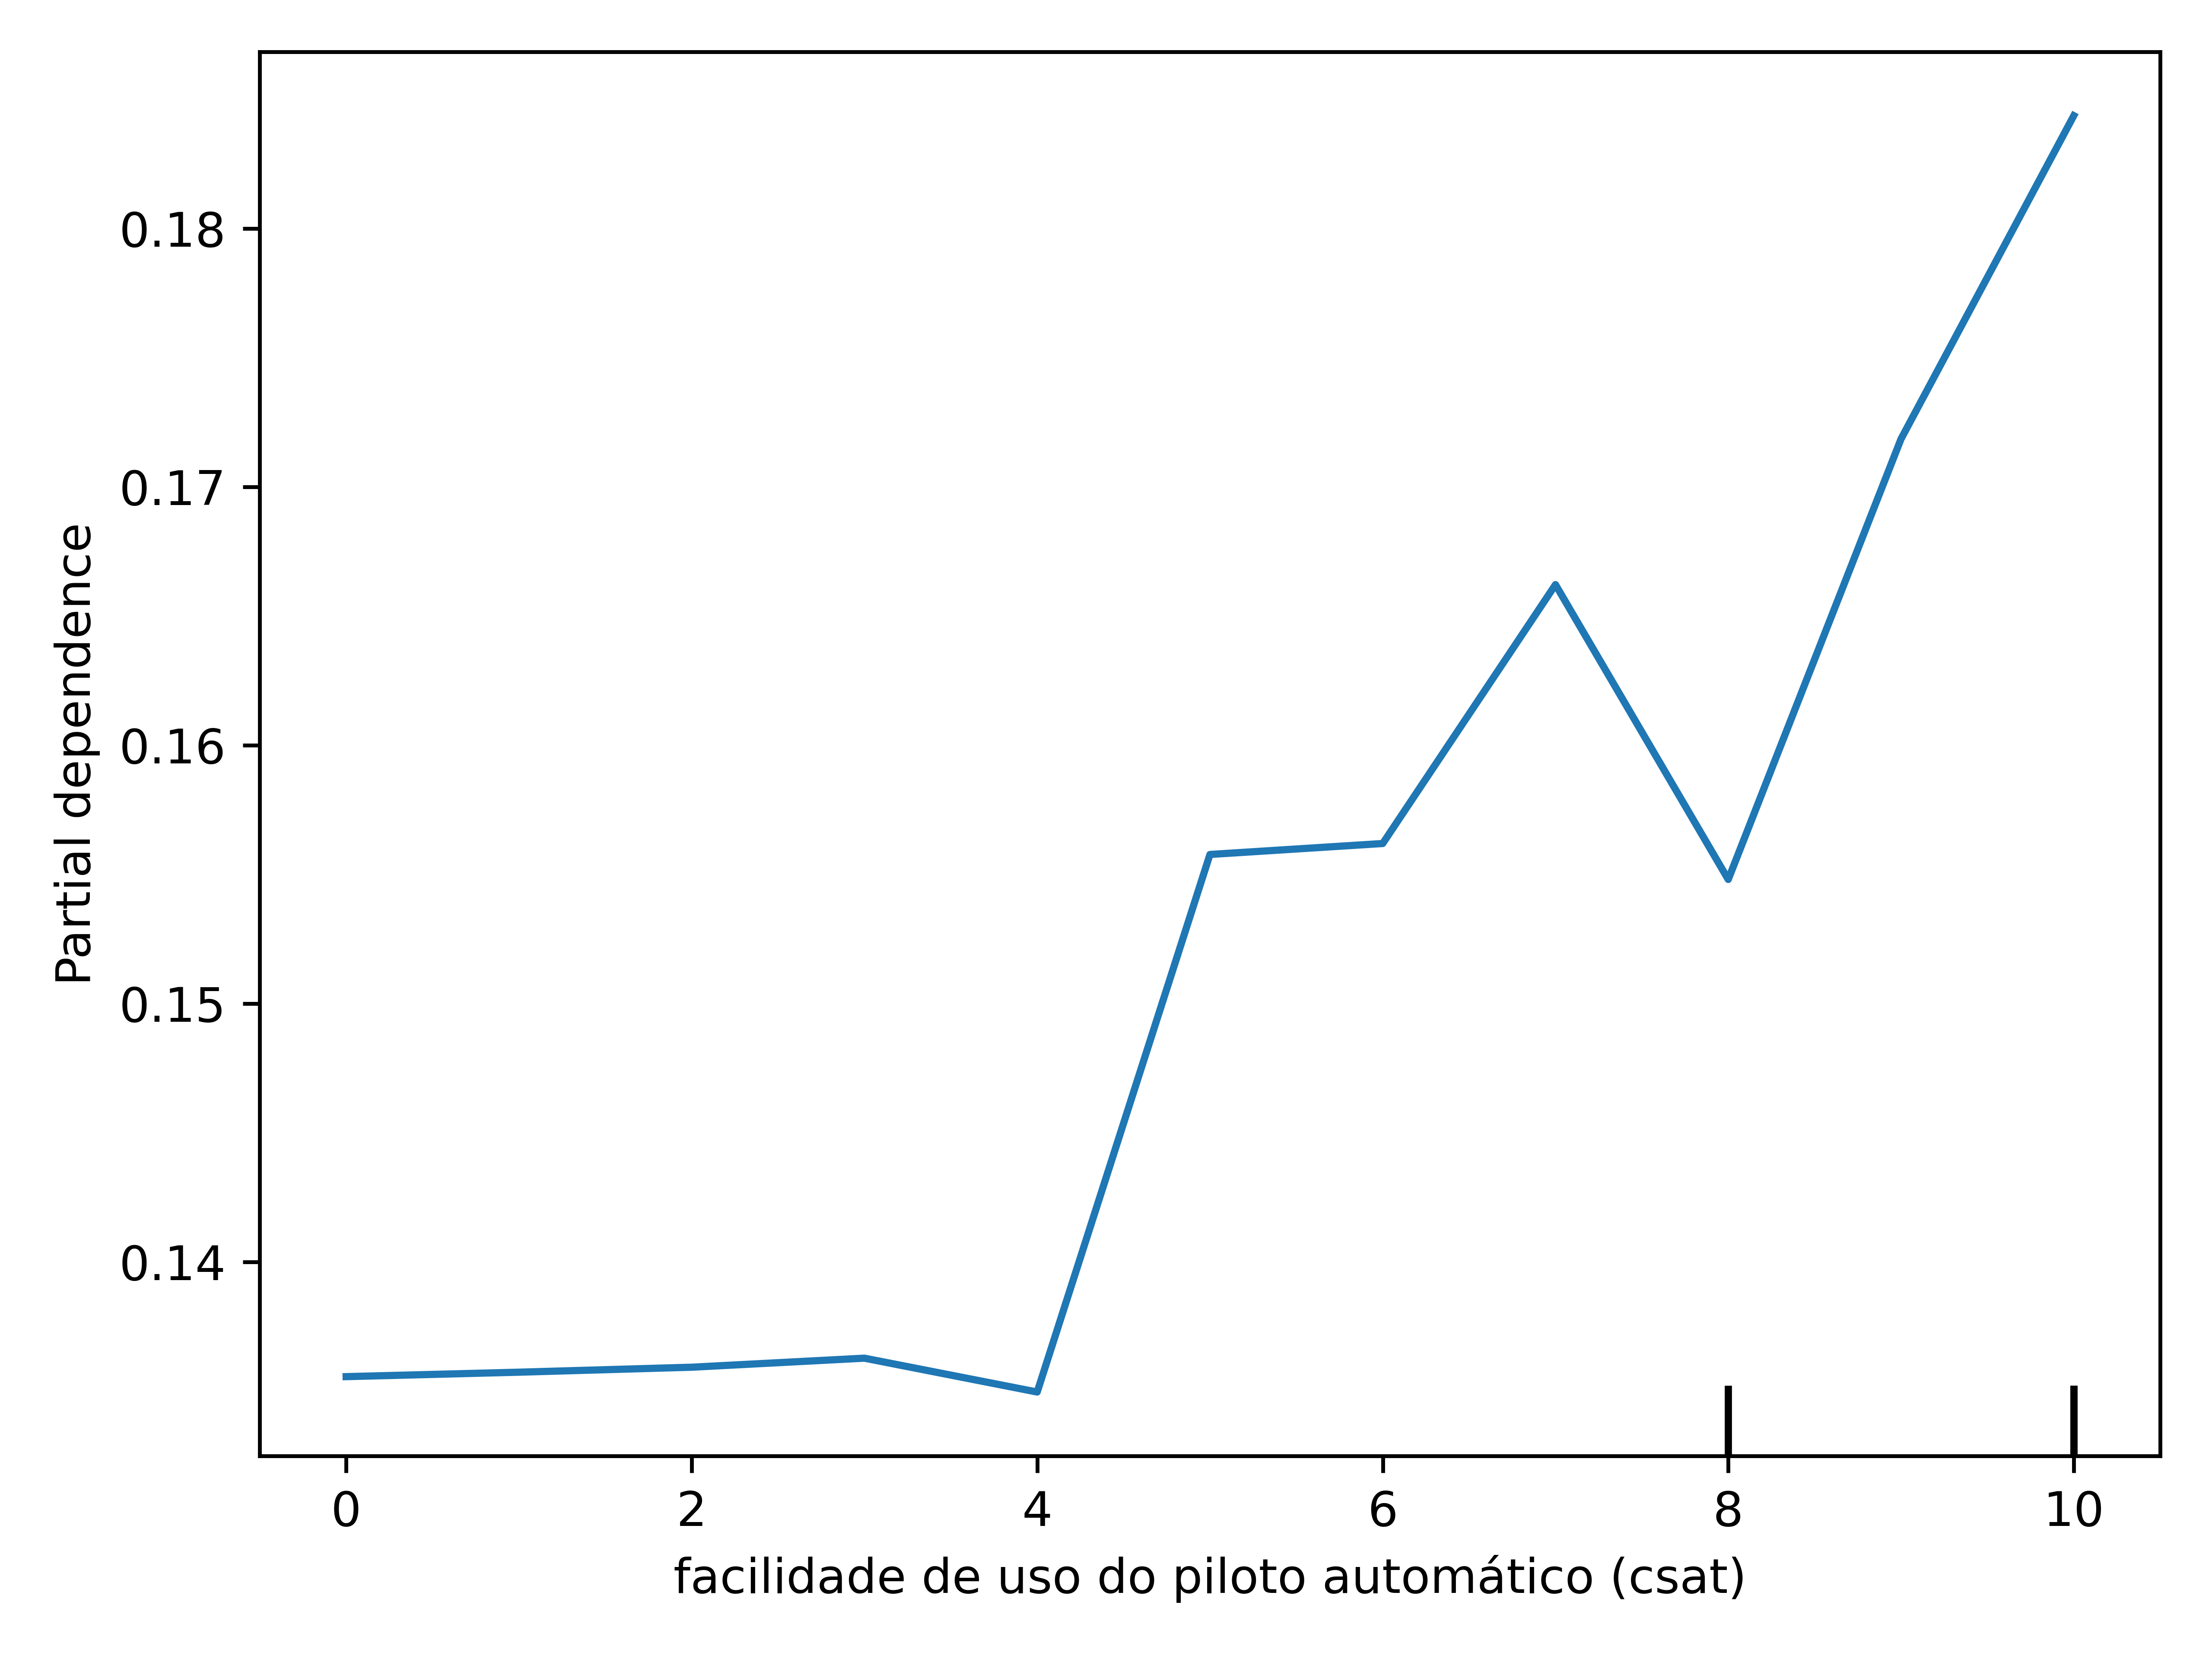 0.18
0.17
0.16
0.15
0.14
Partial dependence
0 2 4 6 8 10
facilidade de uso do piloto automático (csat)